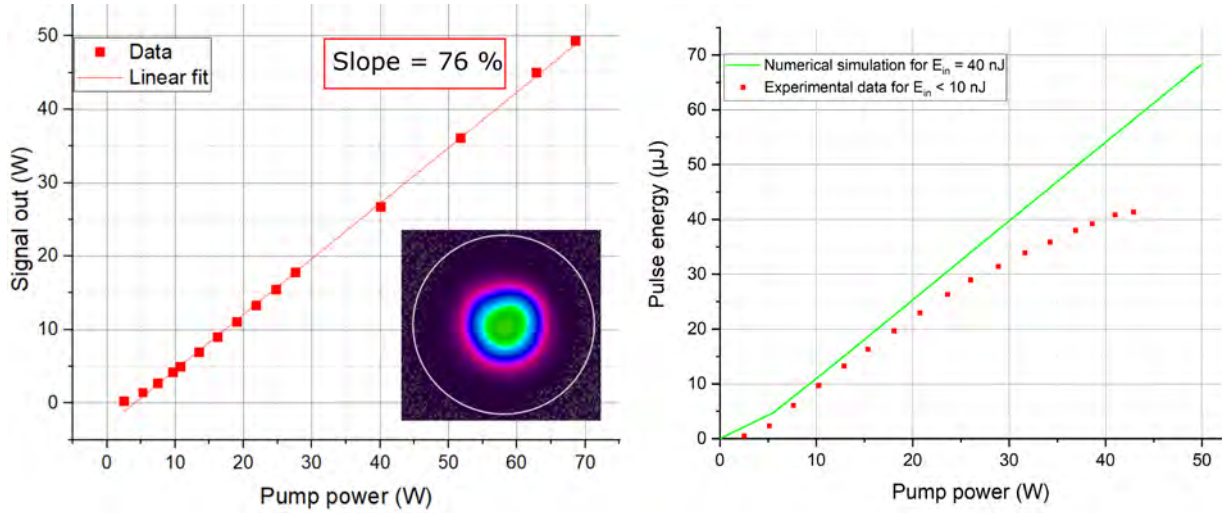 Data
Linear fit
Slope = 76 %
50
40
30
20
10
0
Signal out (W)
0 10 20 30 40 50 60 70
Pump power (W)
Numerical simulation for E_in = 40 nJ
Experimental data for E_in < 10 nJ
70
60
50
40
30
20
10
0
Pulse energy (µJ)
0 10 20 30 40 50
Pump power (W)